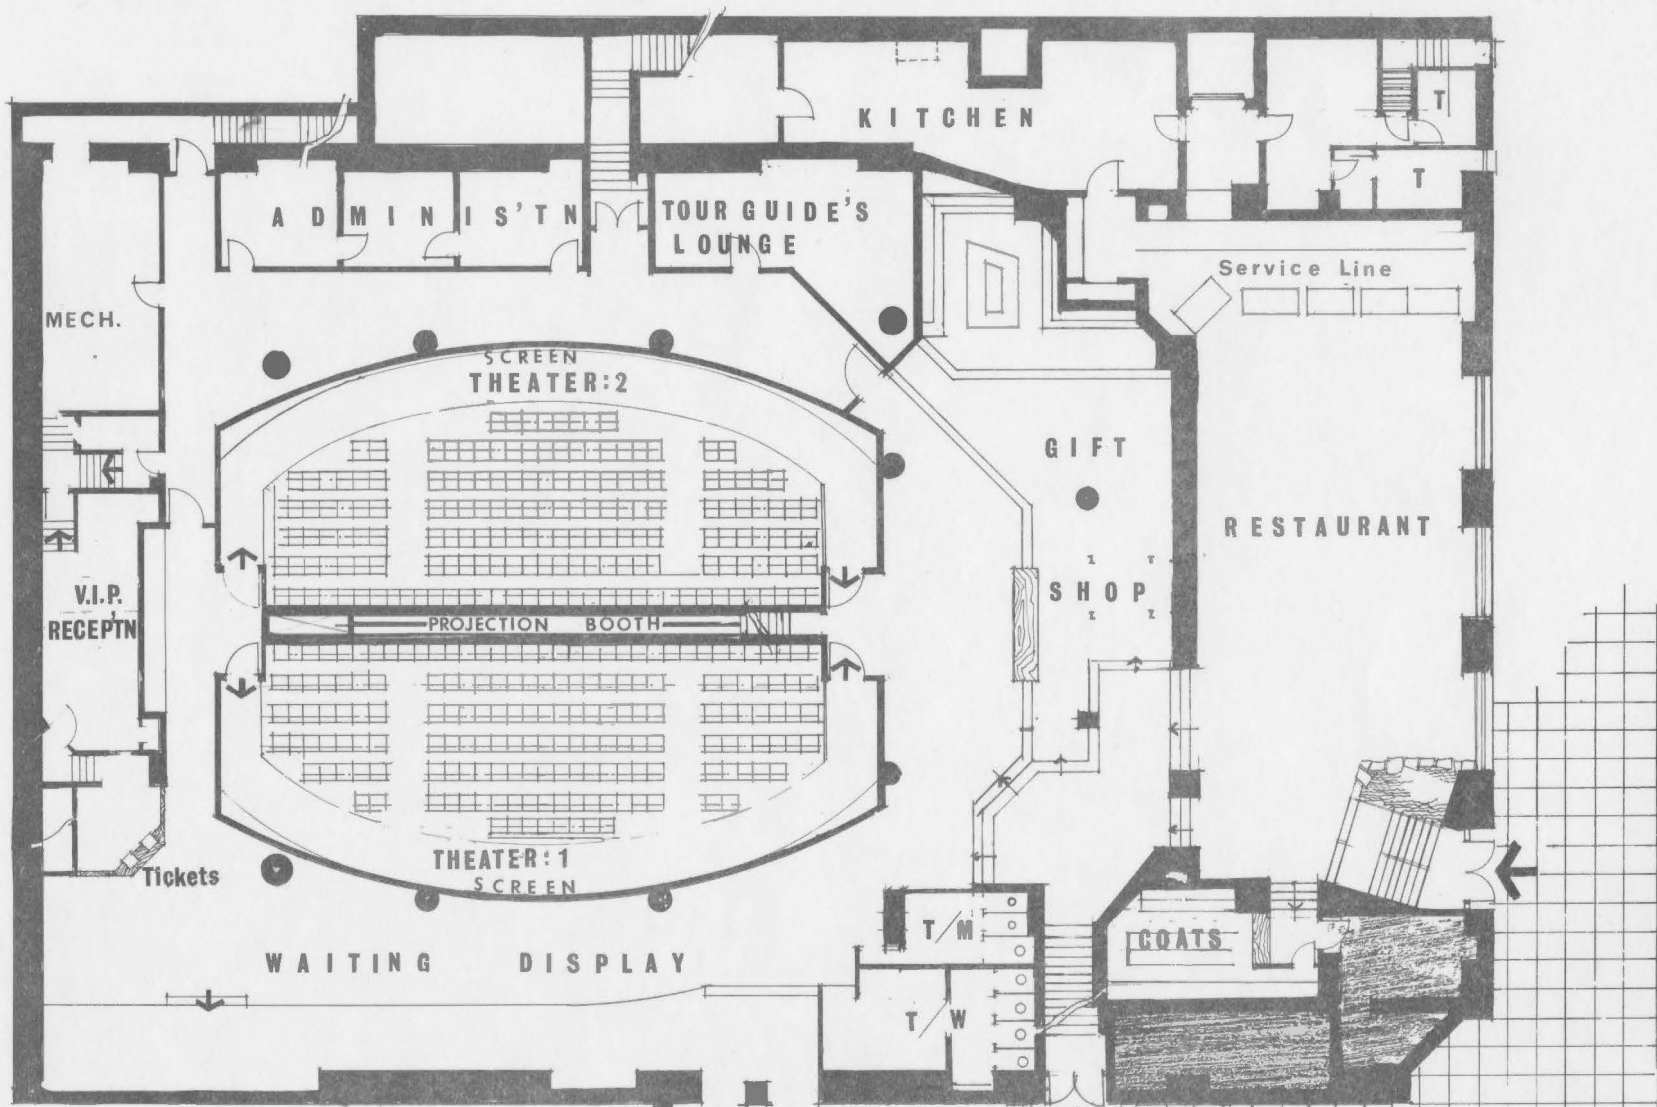 KITCHEN
T
T
ADMINIS'TN
TOUR GUIDE'S
LOUNGE
Service Line
MECH.
SCREEN
THEATER:2
GIFT
SHOP
RESTAURANT
V.I.P.
RECEPT'N
PROJECTION BOOTH
THEATER:1
SCREEN
Tickets
WAITING DISPLAY
T/M
COATS
T/W